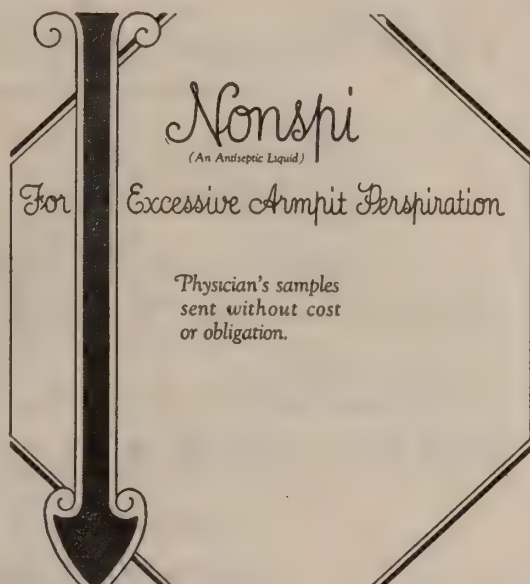 Nonspi
(An Antiseptic Liquid)
For Excessive Armpit Perspiration
Physician's samples
sent without cost
or obligation.